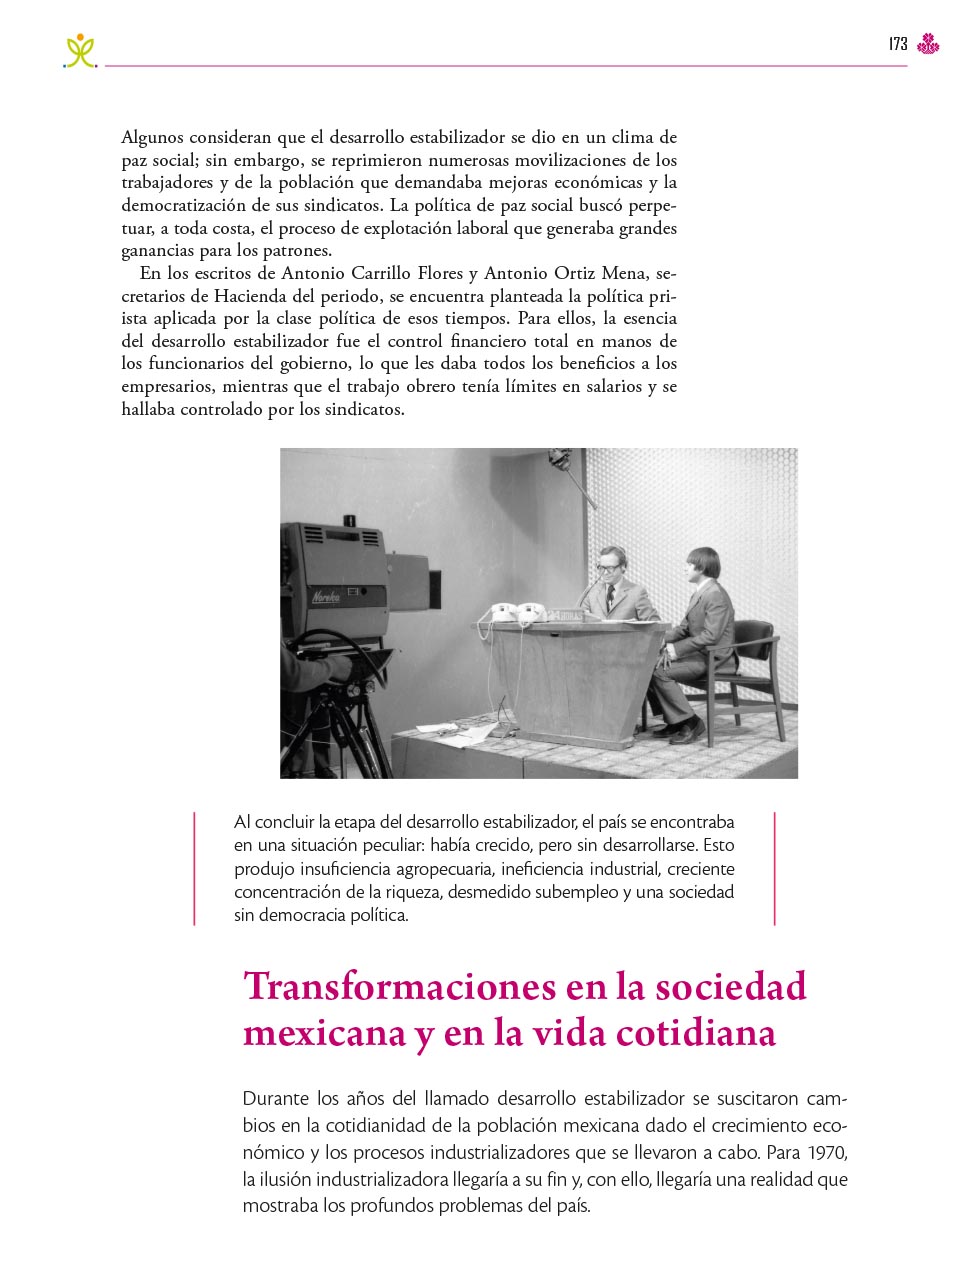 173
Algunos consideran que el desarrollo estabilizador se dio en un clima de
paz social; sin embargo, se reprimieron numerosas movilizaciones de los
trabajadores y de la población que demandaba mejoras económicas y la
democratización de sus sindicatos. La política de paz social buscó perpe-
tuar, a toda costa, el proceso de explotación laboral que generaba grandes
ganancias para los patrones.
En los escritos de Antonio Carrillo Flores y Antonio Ortiz Mena, se-
cretarios de Hacienda del periodo, se encuentra planteada la política pri-
ista aplicada por la clase política de esos tiempos. Para ellos, la esencia
del desarrollo estabilizador fue el control financiero total en manos de
los funcionarios del gobierno, lo que les daba todos los beneficios a los
empresarios, mientras que el trabajo obrero tenía límites en salarios y se
hallaba controlado por los sindicatos.
Norelco
Al concluir la etapa del desarrollo estabilizador, el país se encontraba
en una situación peculiar: había crecido, pero sin desarrollarse. Esto
produjo insuficiencia agropecuaria, ineficiencia industrial, creciente
concentración de la riqueza, desmedido subempleo y una sociedad
sin democracia política.
Transformaciones en la sociedad
mexicana y en la vida cotidiana
Durante los años del llamado desarrollo estabilizador se suscitaron cam-
bios en la cotidianidad de la población mexicana dado el crecimiento eco-
nómico y los procesos industrializadores que se llevaron a cabo. Para 1970,
la ilusión industrializadora llegaría a su fin y, con ello, llegaría una realidad que
mostraba los profundos problemas del país.